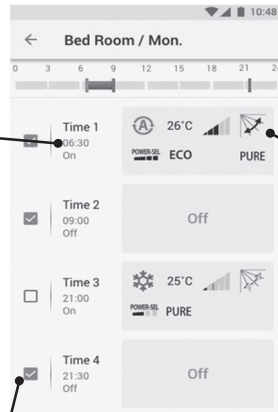 10:48
Bed Room / Mon.
0 3 6 9 12 15 18 21 24
Time 1
06:30
On
A 26°C
POWER-SEL ECO PURE
Time 2
09:00
Off
Off
Time 3
21:00
On
25°C
POWER-SEL PURE
Time 4
21:30
Off
Off